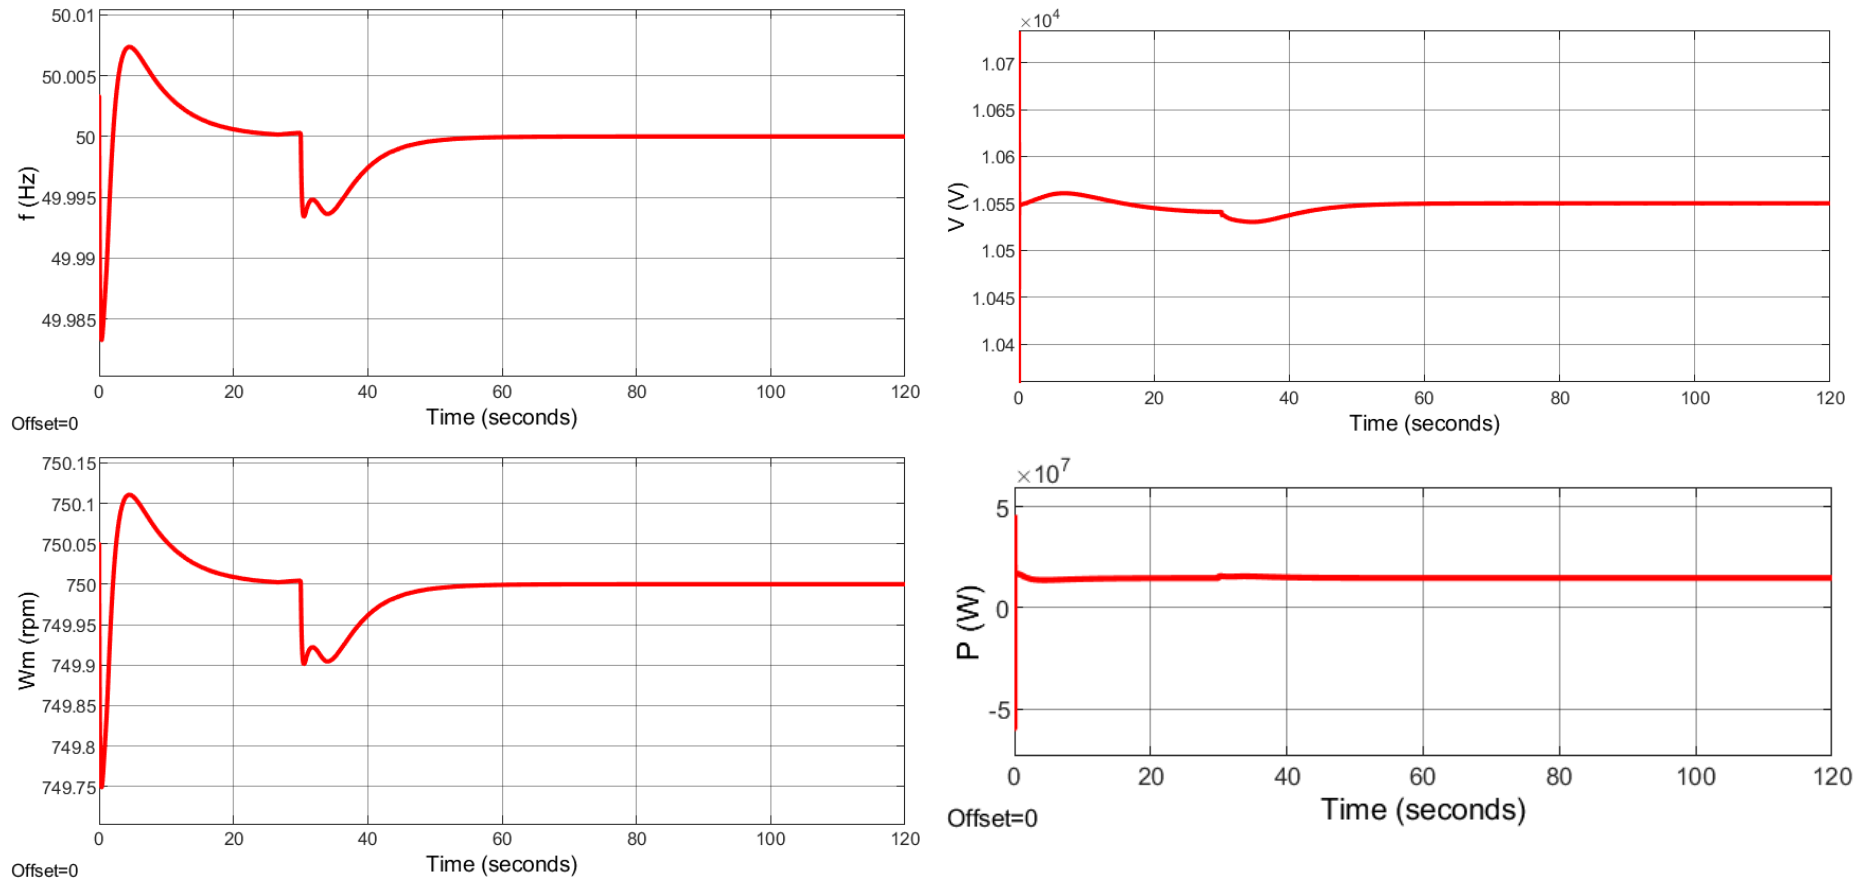 50.01
50.005
50
49.995
49.99
49.985
f (Hz)
0 20 40 60 80 100 120
Time (seconds)
Offset=0
×10⁴
1.07
1.065
1.06
1.055
1.05
1.045
1.04
V (V)
0 20 40 60 80 100 120
Time (seconds)
750.15
750.1
750.05
750
749.95
749.9
749.85
749.8
749.75
Wm (rpm)
0 20 40 60 80 100 120
Time (seconds)
Offset=0
×10⁷
5
0
-5
P (W)
0 20 40 60 80 100 120
Time (seconds)
Offset=0